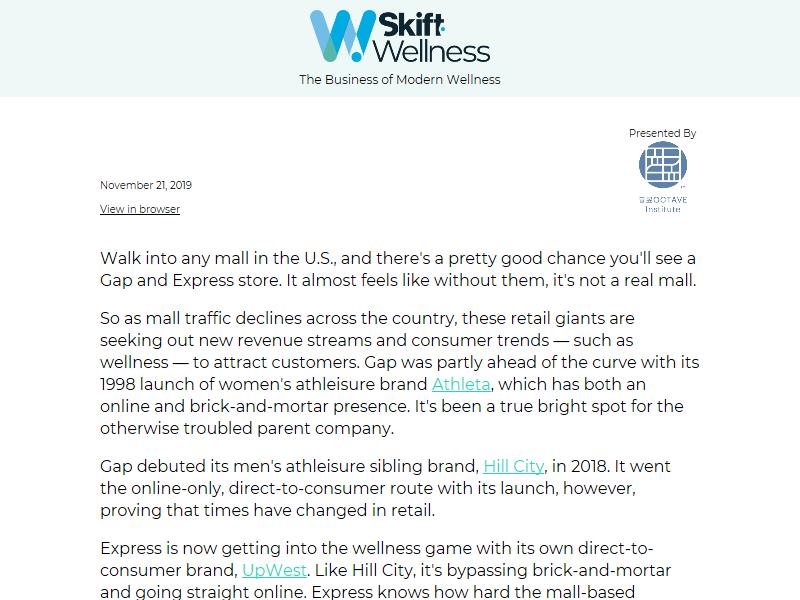 Skift
Wellness
The Business of Modern Wellness
Presented By
OCTAVE
Institute
November 21, 2019
View in browser
Walk into any mall in the U.S., and there's a pretty good chance you'll see a
Gap and Express store. It almost feels like without them, it's not a real mall.
So as mall traffic declines across the country, these retail giants are
seeking out new revenue streams and consumer trends — such as
wellness — to attract customers. Gap was partly ahead of the curve with its
1998 launch of women's athleisure brand Athleta, which has both an
online and brick-and-mortar presence. It's been a true bright spot for the
otherwise troubled parent company.
Gap debuted its men's athleisure sibling brand, Hill City, in 2018. It went
the online-only, direct-to-consumer route with its launch, however,
proving that times have changed in retail.
Express is now getting into the wellness game with its own direct-to-
consumer brand, UpWest. Like Hill City, it's bypassing brick-and-mortar
and going straight online. Express knows how hard the mall-based